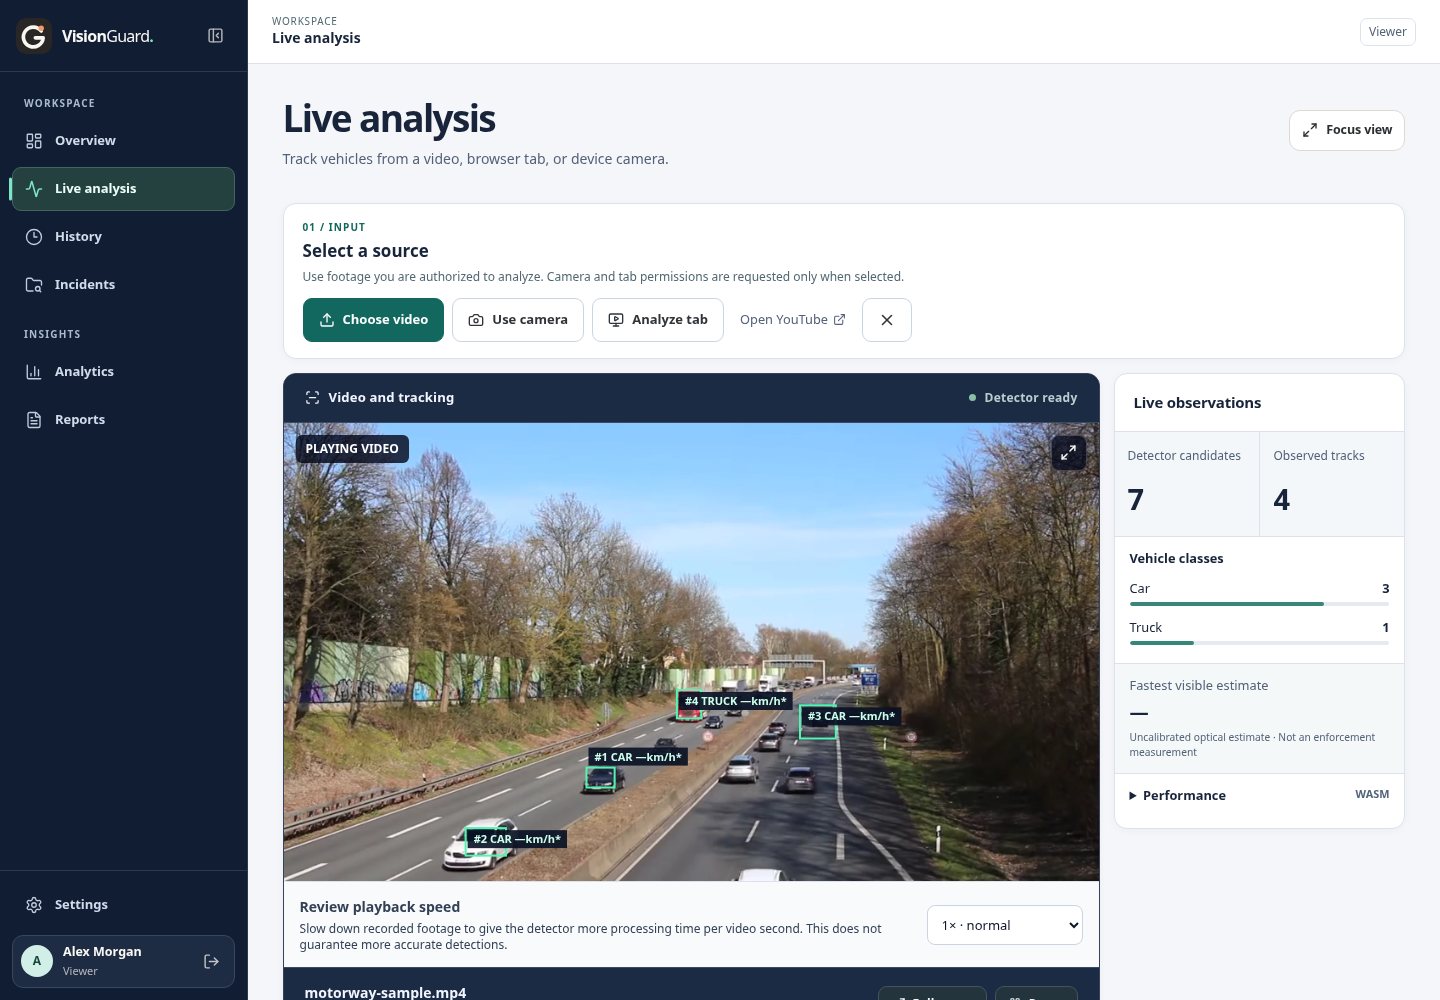 VisionGuard.
WORKSPACE
Overview
Live analysis
History
Incidents
INSIGHTS
Analytics
Reports
Settings
A
Alex Morgan
Viewer
WORKSPACE
Live analysis
Viewer
Live analysis
Track vehicles from a video, browser tab, or device camera.
Focus view
01 / INPUT
Select a source
Use footage you are authorized to analyze. Camera and tab permissions are requested only when selected.
Choose video
Use camera
Analyze tab
Open YouTube
Video and tracking
Detector ready
PLAYING VIDEO
#4 TRUCK —km/h*
#3 CAR —km/h*
#1 CAR —km/h*
#2 CAR —km/h*
Review playback speed
Slow down recorded footage to give the detector more processing time per video second. This does not
guarantee more accurate detections.
1× · normal
motorway-sample.mp4
Live observations
Detector candidates
7
Observed tracks
4
Vehicle classes
Car 3
Truck 1
Fastest visible estimate
—
Uncalibrated optical estimate · Not an enforcement
measurement
Performance
WASM